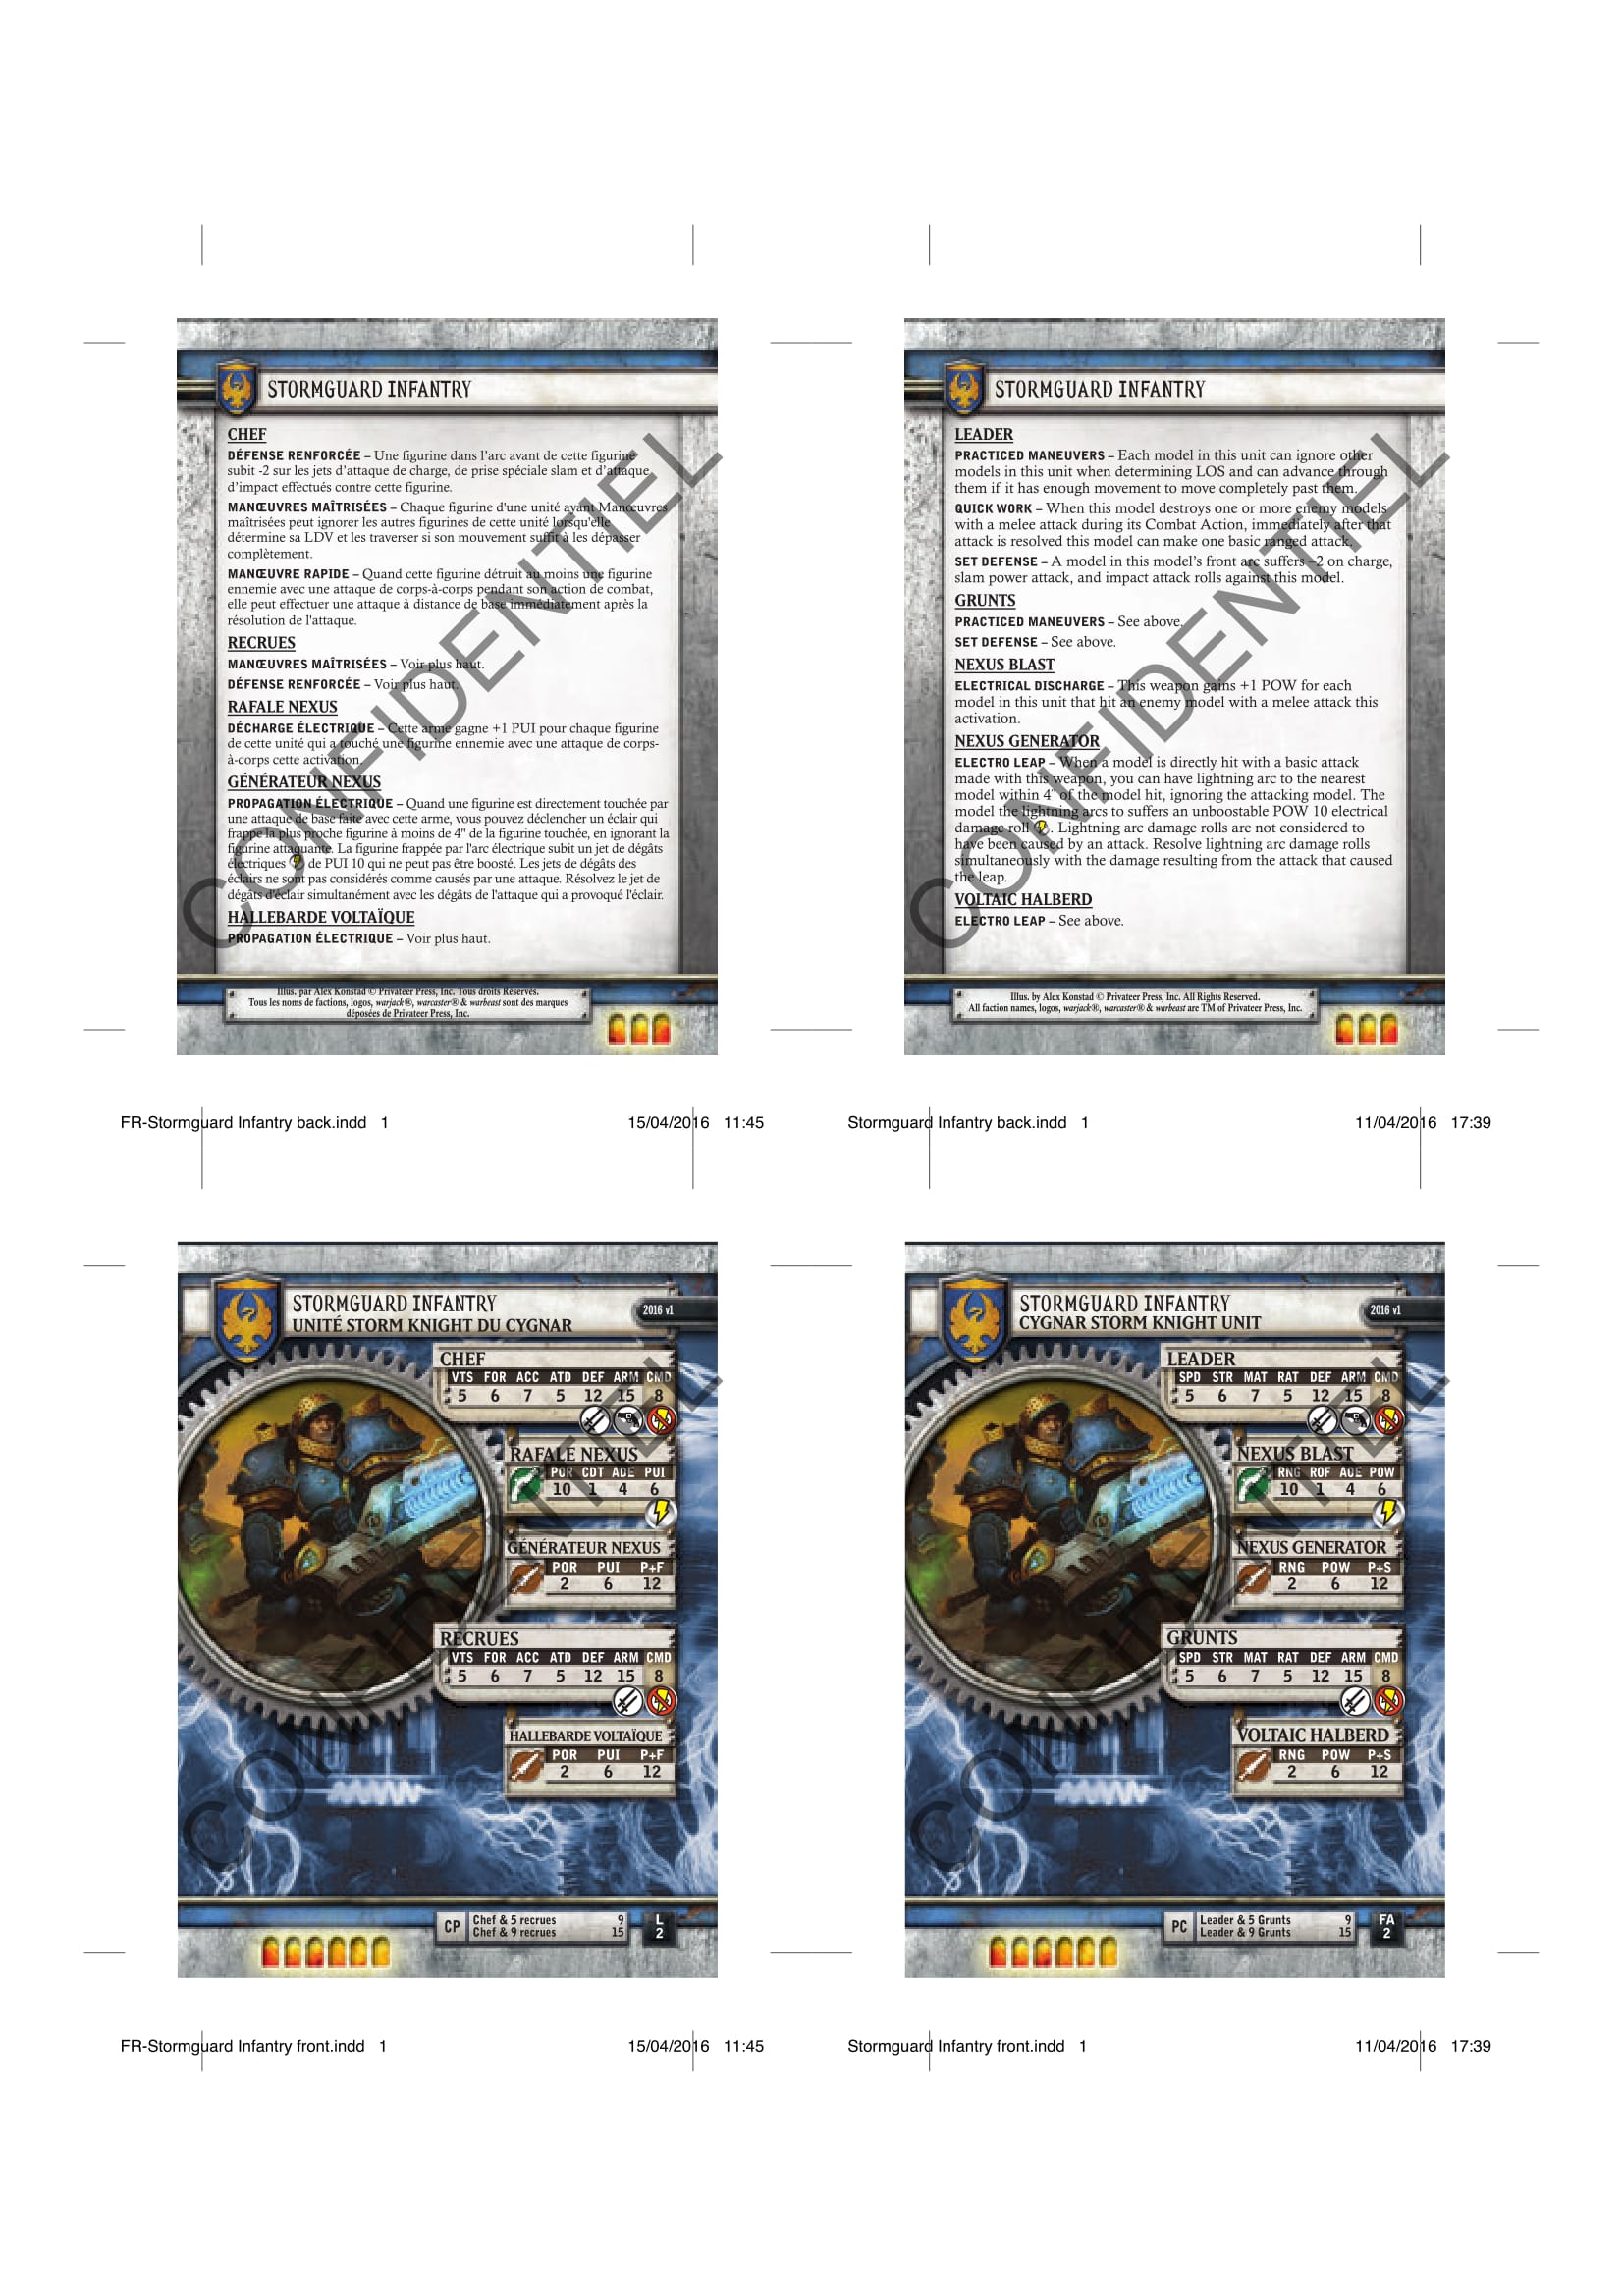 STORMGUARD INFANTRY
CHEF
DÉFENSE RENFORCÉE – Une figurine dans l'arc avant de cette figurine
subit -2 sur les jets d'attaque de charge, de prise spéciale slam et d'attaque
d'impact effectués contre cette figurine.
MANŒUVRES MAÎTRISÉES – Chaque figurine d'une unité ayant Manœuvres
maîtrisées peut ignorer les autres figurines de cette unité lorsqu'elle
détermine sa LDV et les traverser si son mouvement suffit à les dépasser
complètement.
MANŒUVRE RAPIDE – Quand cette figurine détruit au moins une figurine
ennemie avec une attaque de corps-à-corps pendant son action de combat,
elle peut effectuer une attaque à distance de base immédiatement après la
résolution de l'attaque.
RECRUES
MANŒUVRES MAÎTRISÉES – Voir plus haut.
DÉFENSE RENFORCÉE – Voir plus haut.
RAFALE NEXUS
DÉCHARGE ÉLECTRIQUE – Cette arme gagne +1 PUI pour chaque figurine
de cette unité qui a touché une figurine ennemie avec une attaque de corps-
à-corps cette activation.
GÉNÉRATEUR NEXUS
PROPAGATION ÉLECTRIQUE – Quand une figurine est directement touchée par
une attaque de base faite avec cette arme, vous pouvez déclencher un éclair qui
frappe la plus proche figurine à moins de 4" de la figurine touchée, en ignorant la
figurine attaquante. La figurine frappée par l'arc électrique subit un jet de dégâts
électriques de PUI 10 qui ne peut pas être boosté. Les jets de dégâts des
éclairs ne sont pas considérés comme causés par une attaque. Résolvez le jet de
dégâts d'éclair simultanément avec les dégâts de l'attaque qui a provoqué l'éclair.
HALLEBARDE VOLTAÏQUE
PROPAGATION ÉLECTRIQUE – Voir plus haut.
Illus. par Alex Konstad © Privateer Press, Inc. Tous droits Réservés.
Tous les noms de factions, logos, warjack®, warcaster® & warbeast sont des marques
déposées de Privateer Press, Inc.
CONFIDENTIEL
FR-Stormguard Infantry back.indd 1 15/04/2016 11:45
STORMGUARD INFANTRY
LEADER
PRACTICED MANEUVERS – Each model in this unit can ignore other
models in this unit when determining LOS and can advance through
them if it has enough movement to move completely past them.
QUICK WORK – When this model destroys one or more enemy models
with a melee attack during its Combat Action, immediately after that
attack is resolved this model can make one basic ranged attack.
SET DEFENSE – A model in this model's front arc suffers –2 on charge,
slam power attack, and impact attack rolls against this model.
GRUNTS
PRACTICED MANEUVERS – See above.
SET DEFENSE – See above.
NEXUS BLAST
ELECTRICAL DISCHARGE – This weapon gains +1 POW for each
model in this unit that hit an enemy model with a melee attack this
activation.
NEXUS GENERATOR
ELECTRO LEAP – When a model is directly hit with a basic attack
made with this weapon, you can have lightning arc to the nearest
model within 4˝ of the model hit, ignoring the attacking model. The
model the lightning arcs to suffers an unboostable POW 10 electrical
damage roll . Lightning arc damage rolls are not considered to
have been caused by an attack. Resolve lightning arc damage rolls
simultaneously with the damage resulting from the attack that caused
the leap.
VOLTAIC HALBERD
ELECTRO LEAP – See above.
Illus. by Alex Konstad © Privateer Press, Inc. All Rights Reserved.
All faction names, logos, warjack®, warcaster® & warbeast are TM of Privateer Press, Inc.
CONFIDENTIEL
Stormguard Infantry back.indd 1 11/04/2016 17:39
STORMGUARD INFANTRY
UNITÉ STORM KNIGHT DU CYGNAR
2016 v1
CHEF
VTS FOR ACC ATD DEF ARM CMD
5 6 7 5 12 15 8
RAFALE NEXUS
POR CDT ADE PUI
10 1 4 6
GÉNÉRATEUR NEXUS
POR PUI P+F
2 6 12
RECRUES
VTS FOR ACC ATD DEF ARM CMD
5 6 7 5 12 15 8
HALLEBARDE VOLTAÏQUE
POR PUI P+F
2 6 12
CP
Chef & 5 recrues 9
Chef & 9 recrues 15
L
2
CONFIDENTIEL
FR-Stormguard Infantry front.indd 1 15/04/2016 11:45
STORMGUARD INFANTRY
CYGNAR STORM KNIGHT UNIT
2016 v1
LEADER
SPD STR MAT RAT DEF ARM CMD
5 6 7 5 12 15 8
NEXUS BLAST
RNG ROF AOE POW
10 1 4 6
NEXUS GENERATOR
RNG POW P+S
2 6 12
GRUNTS
SPD STR MAT RAT DEF ARM CMD
5 6 7 5 12 15 8
VOLTAIC HALBERD
RNG POW P+S
2 6 12
PC
Leader & 5 Grunts 9
Leader & 9 Grunts 15
FA
2
CONFIDENTIEL
Stormguard Infantry front.indd 1 11/04/2016 17:39